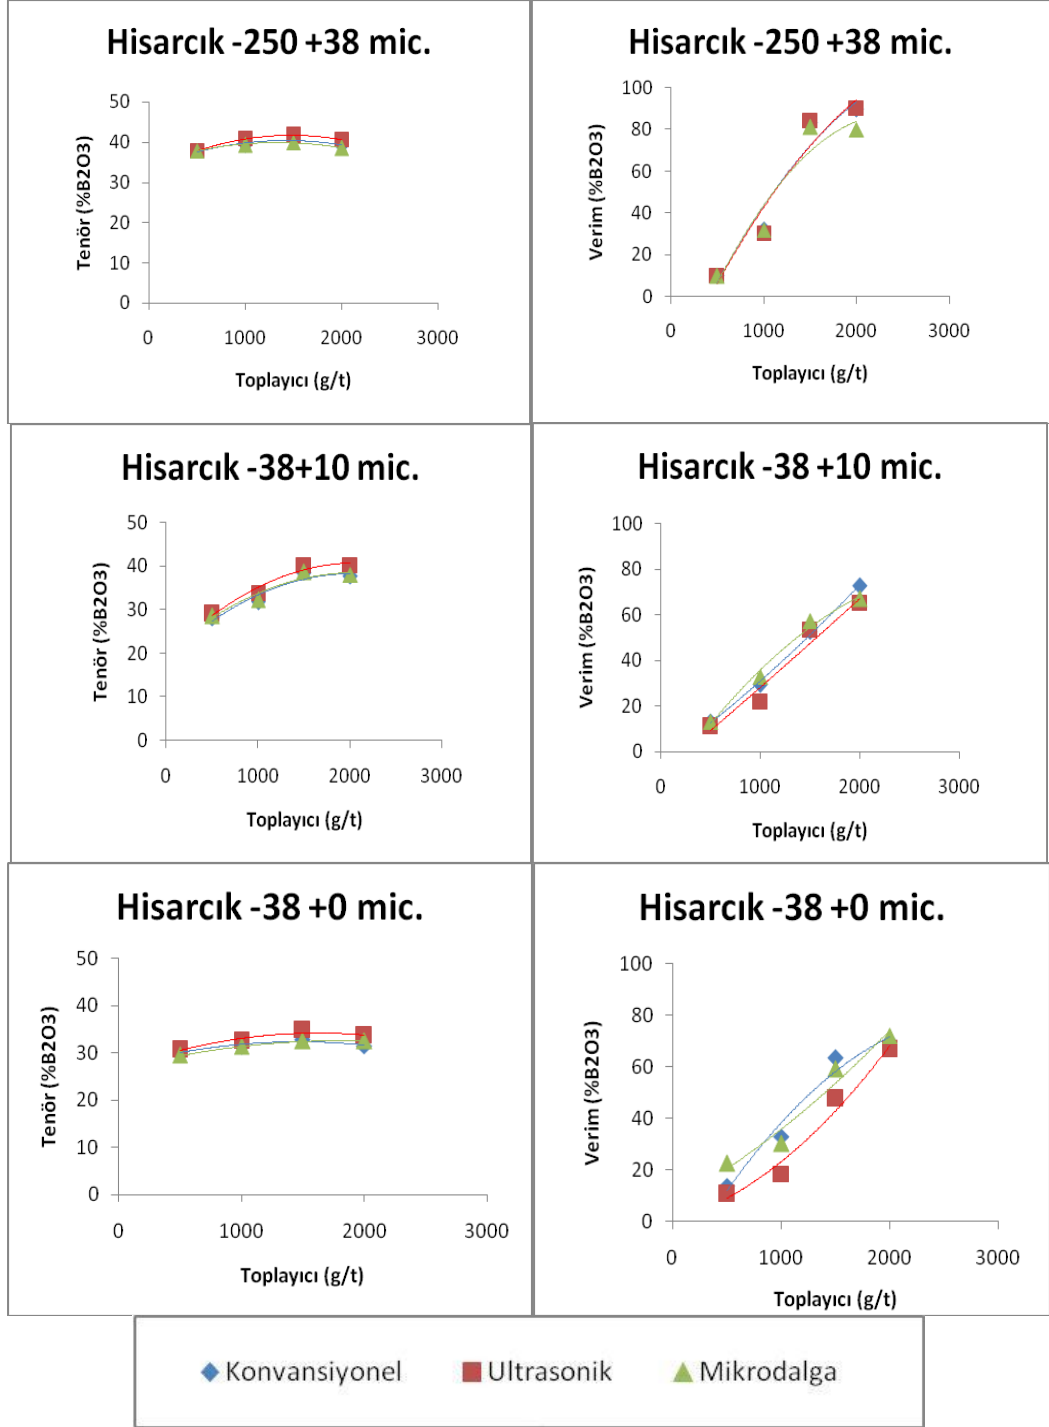 Hisarcık -250 +38 mic.
50
40
30
20
10
0
0 1000 2000 3000
Tenör (%B2O3)
Toplayıcı (g/t)
Hisarcık -250 +38 mic.
100
80
60
40
20
0
0 1000 2000 3000
Verim (%B2O3)
Toplayıcı (g/t)
Hisarcık -38+10 mic.
50
40
30
20
10
0
0 1000 2000 3000
Tenör (%B2O3)
Toplayıcı (g/t)
Hisarcık -38 +10 mic.
100
80
60
40
20
0
0 1000 2000 3000
Verim (%B2O3)
Toplayıcı (g/t)
Hisarcık -38 +0 mic.
50
40
30
20
10
0
0 1000 2000 3000
Tenör (%B2O3)
Toplayıcı (g/t)
Hisarcık -38 +0 mic.
100
80
60
40
20
0
0 1000 2000 3000
Verim (%B2O3)
Toplayıcı (g/t)
Konvansiyonel Ultrasonik Mikrodalga